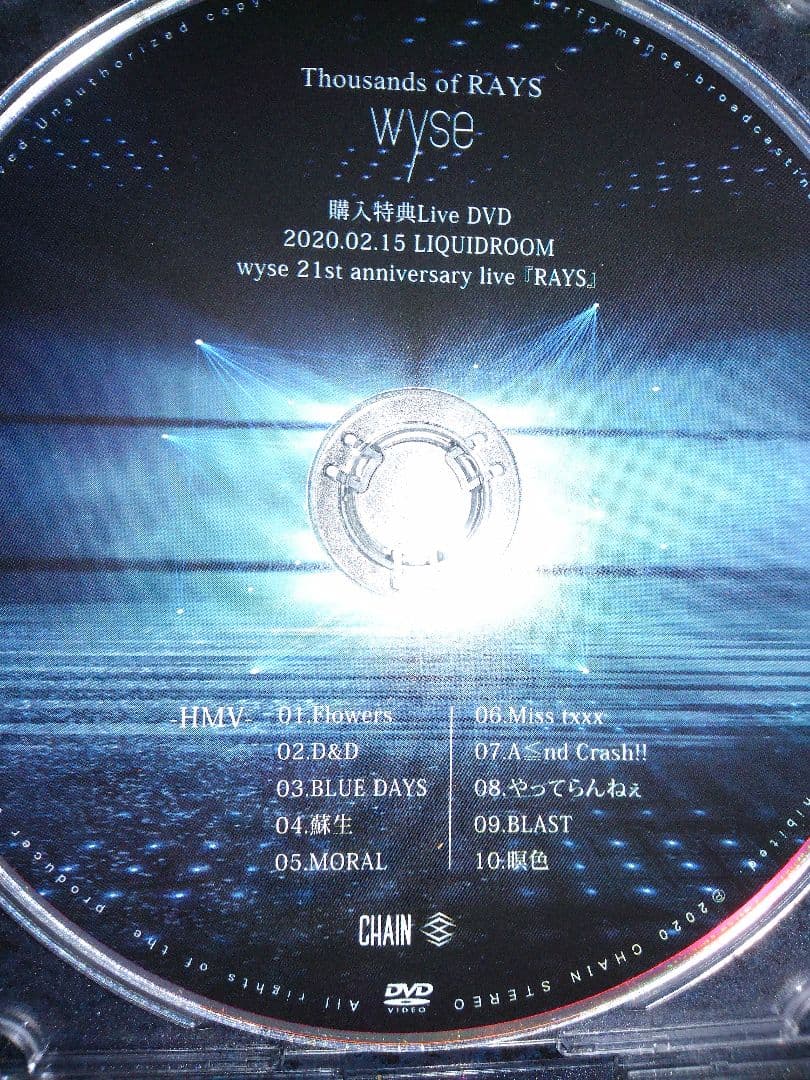 Thousands of RAYS
wyse
購入特典Live DVD
2020.02.15 LIQUIDROOM
wyse 21st anniversary live『RAYS』
-HMV-
01.Flowers
02.D&D
03.BLUE DAYS
04.蘇生
05.MORAL
06.Miss txxx
07.A≦nd Crash!!
08.やってらんねぇ
09.BLAST
10.暝色
CHAIN
DVD
VIDEO
Ⓟ2020 CHAIN STEREO
All rights of the producer
Unauthorized
performance,broadcasting